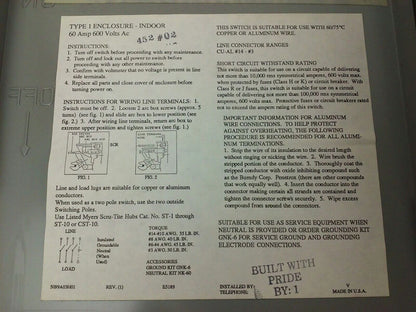 TYPE 1 ENCLOSURE - INDOOR
60 Amp 600 Volts Ac
452 #02
INSTRUCTIONS:
1. Turn off switch before proceeding with any maintenance.
2. Turn off and lock out all power to switch before
proceeding with any maintenance.
3. Confirm with voltmeter that no voltage is present in line
side terminals.
4. Replace all parts and close cover of enclosure before
turning power on.
INSTRUCTIONS FOR WIRING LINE TERMINALS: 1.
Switch must be off. 2. Loosen 2 arc box screws (approx. 5
turns) (see fig. 1) and slide arc box to lower position (see
fig. 2.) 3. After wiring line terminals, return arc box to
extreme upper position and tighten screws (see fig. 1.)
SCR
FIG. 1
FIG. 2
Line and load lugs are suitable for copper or aluminum
conductors.
When used as a two pole switch, use the two outside
Switching Poles.
Use Listed Myers Scru-Tite Hubs Cat. No. ST-1 through
ST-10 or CST-10.
LINE
Insulated
Groundable
Neutral
(When
Used)
LOAD
TORQUE
ACCESSORIES
GROUND KIT GNK-6
NEUTRAL KIT NK-60
REV. (1)
THIS SWITCH IS SUITABLE FOR USE WITH 60/75°C
COPPER OR ALUMINUM WIRE.
LINE CONNECTOR RANGES
CU-AL #14 - #3
SHORT CIRCUIT WITHSTAND RATING
This switch is suitable for use on a circuit capable of delivering
not more than 10,000 rms symmetrical amperes, 600 volts max.
when protected by fuses (Class H or K) or circuit breaker. With
Class R or J fuses, this switch is suitable for use on a circuit
capable of delivering not more than 100,000 rms symmetrical
amperes, 600 volts max. Protective fuses or circuit breaker rated
not to exceed the ampere rating of this switch.
IMPORTANT INFORMATION FOR ALUMINUM
WIRE CONNECTIONS. TO HELP PROTECT
AGAINST OVERHEATING, THE FOLLOWING
PROCEDURE IS RECOMMENDED FOR ALL ALUMI-
NUM TERMINATIONS.
1. Strip the wire of its insulation to the desired length
without ringing or nicking the wire. 2. Wire brush the
stripped portion of the conductor. 3. Thoroughly coat the
stripped conductor with oxide inhibiting compound such
as the Burndy Corp. Penetrox (there are other compounds
that work equally well). 4. Insert the conductor into the
connector making certain all strands are contained and
tighten the connector screws securely. 5. Wipe excess
compound from around the connectors.
SUITABLE FOR USE AS SERVICE EQUIPMENT WHEN
NEUTRAL IS PROVIDED OR ORDER GROUNDING KIT
GNK-6 FOR SERVICE GROUND AND GROUNDING
ELECTRODE CONNECTIONS.
BUILT WITH
PRIDE
BY: 1
INSTALLED BY:
TELEPHONE:
V
MADE IN U.S.A.